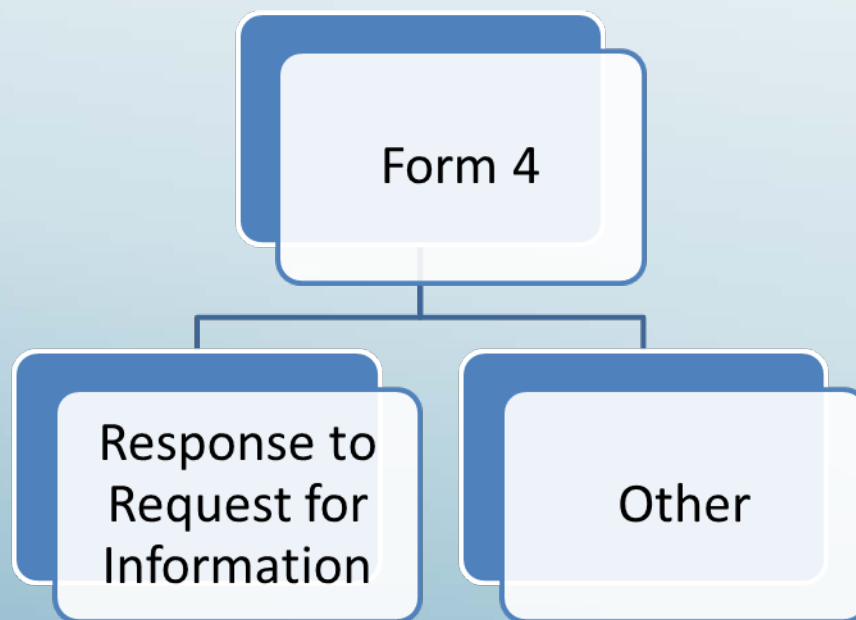 Form 4
Response to
Request for
Information
Other